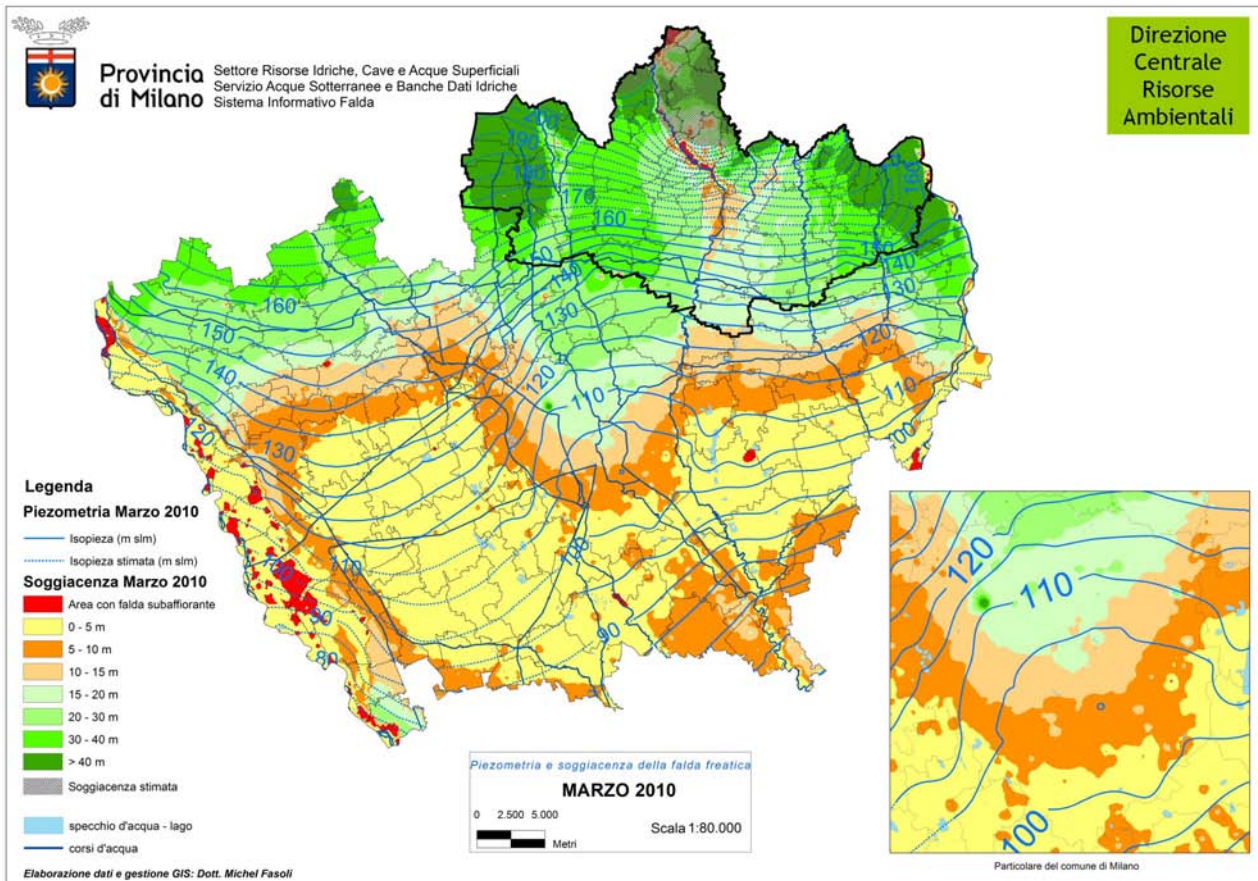 Provincia
di Milano
Settore Risorse Idriche, Cave e Acque Superficiali
Servizio Acque Sotterranee e Banche Dati Idriche
Sistema Informativo Falda
Direzione
Centrale
Risorse
Ambientali
200
190
180
170
160
160
150
140
130
160
150
140
130
120
110
150
140
130
120
110
100
160
150
140
130
120
110
100
90
80
100
90
Legenda
Piezometria Marzo 2010
Isopieza (m slm)
Isopieza stimata (m slm)
Soggiacenza Marzo 2010
Area con falda subaffiorante
0 - 5 m
5 - 10 m
10 - 15 m
15 - 20 m
20 - 30 m
30 - 40 m
> 40 m
Soggiacenza stimata
specchio d'acqua - lago
corsi d'acqua
Elaborazione dati e gestione GIS: Dott. Michel Fasoli
Piezometria e soggiacenza della falda freatica
MARZO 2010
0 2.500 5.000
Metri
Scala 1:80.000
120
110
100
Particolare del comune di Milano